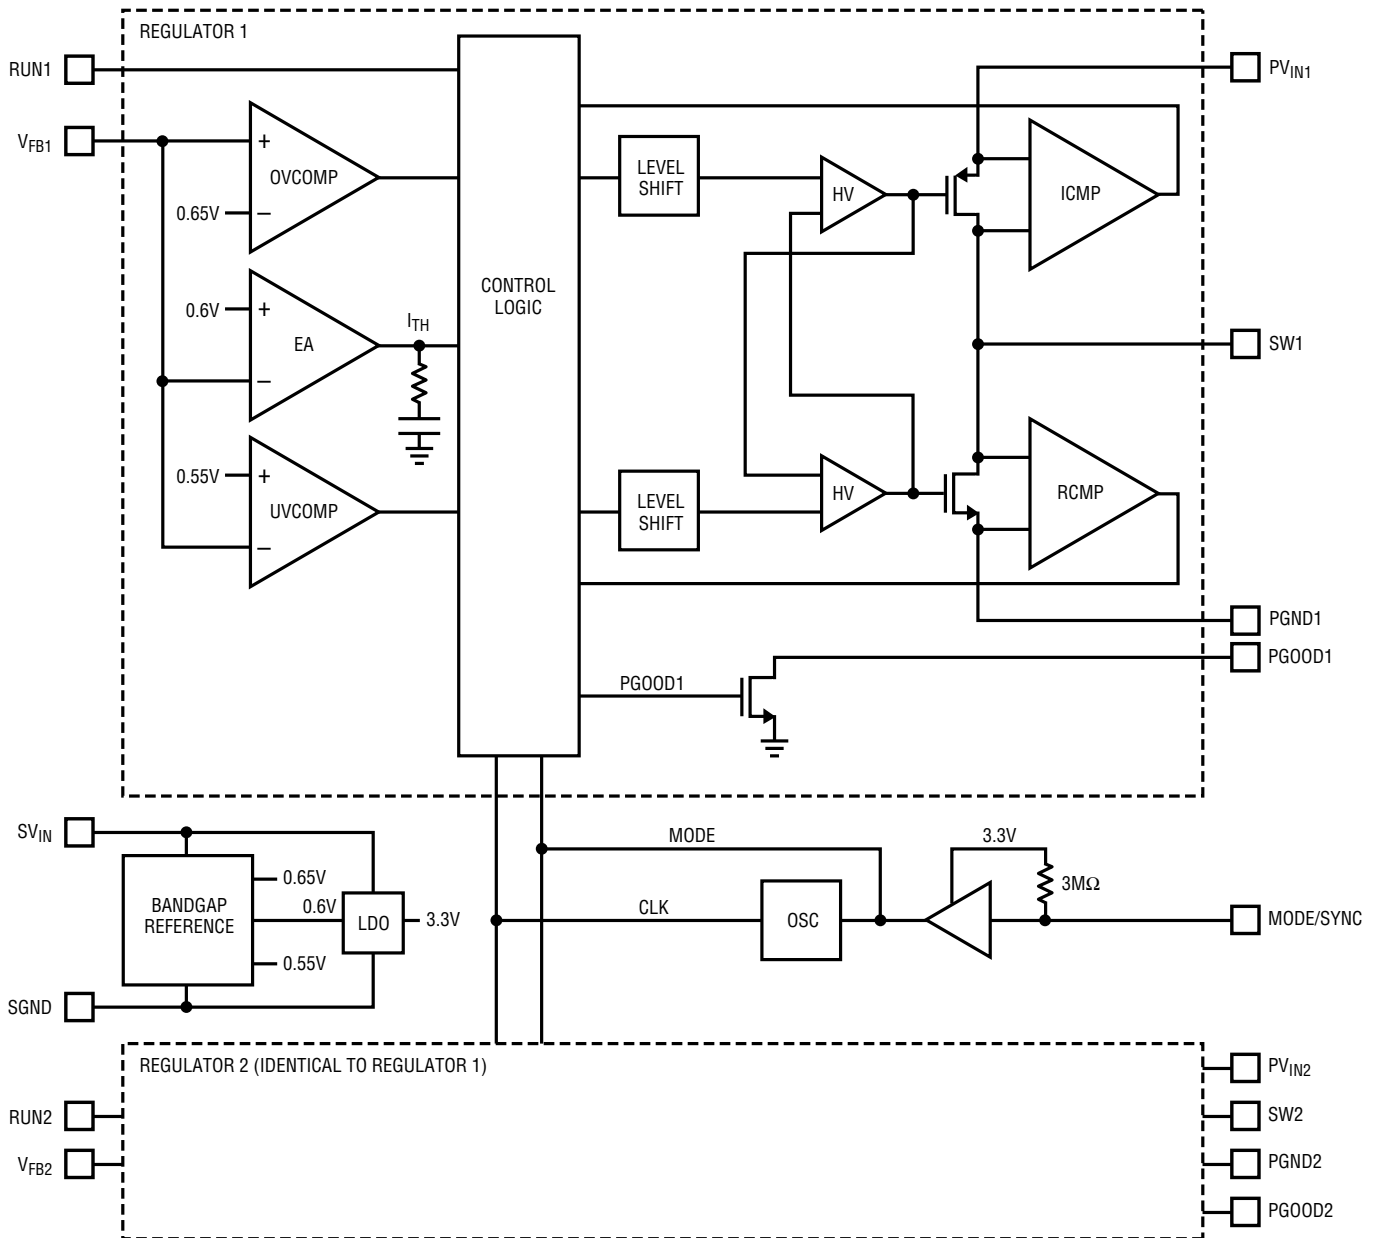 REGULATOR 1
RUN1
PVIN1
VFB1
+
OVCOMP
0.65V
–
LEVEL
SHIFT
HV
ICMP
CONTROL
LOGIC
0.6V
+
ITH
EA
–
SW1
0.55V
+
UVCOMP
–
LEVEL
SHIFT
HV
RCMP
PGND1
PGOOD1
PGOOD1
SVIN
MODE
3.3V
BANDGAP
REFERENCE
0.65V
0.6V
LDO
3.3V
0.55V
3MΩ
CLK
OSC
MODE/SYNC
SGND
REGULATOR 2 (IDENTICAL TO REGULATOR 1)
PVIN2
RUN2
SW2
VFB2
PGND2
PGOOD2